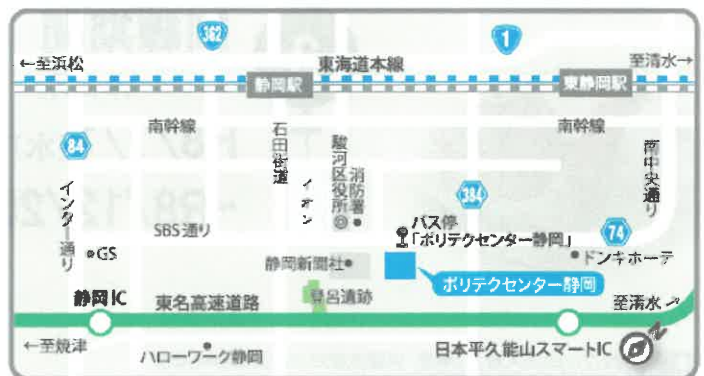 362
1
←至浜松
東海道本線
至清水→
静岡駅
東静岡駅
南幹線
石田街道
駿河区役所
消防署
南幹線
南中央通り
84
インター通り
イオン
384
SBS通り
バス停
「ポリテクセンター静岡」
74
GS
静岡新聞社
ドンキホーテ
ポリテクセンター静岡
静岡IC
東名高速道路
登呂遺跡
至清水
←至焼津
ハローワーク静岡
日本平久能山スマートIC
N